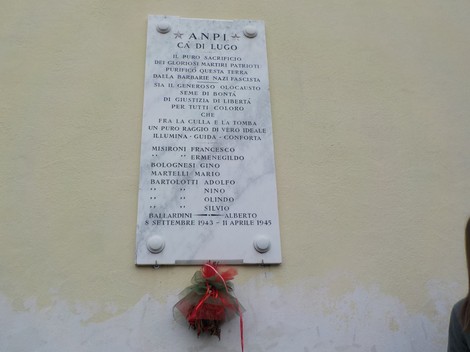 ★ A.N.P.I ★
CA' DI LUGO
IL PURO SACRIFICIO
DEI GLORIOSI MARTIRI PATRIOTI
PURIFICÒ QUESTA TERRA
DALLA BARBARIE NAZI FASCISTA
SIA IL GENEROSO OLOCAUSTO
SEME DI BONTÀ
DI GIUSTIZIA DI LIBERTÀ
PER TUTTI COLORO
CHE
FRA LA CULLA E LA TOMBA
UN PURO RAGGIO DI VERO IDEALE
ILLUMINA - GUIDA - CONFORTA
MISIRONI FRANCESCO
" " ERMENEGILDO
BOLOGNESI GINO
MARTELLI MARIO
BARTOLOTTI ADOLFO
" " NINO
" " OLINDO
" " SILVIO
BALLARDINI ALBERTO
8 SETTEMBRE 1943 - 11 APRILE 1945